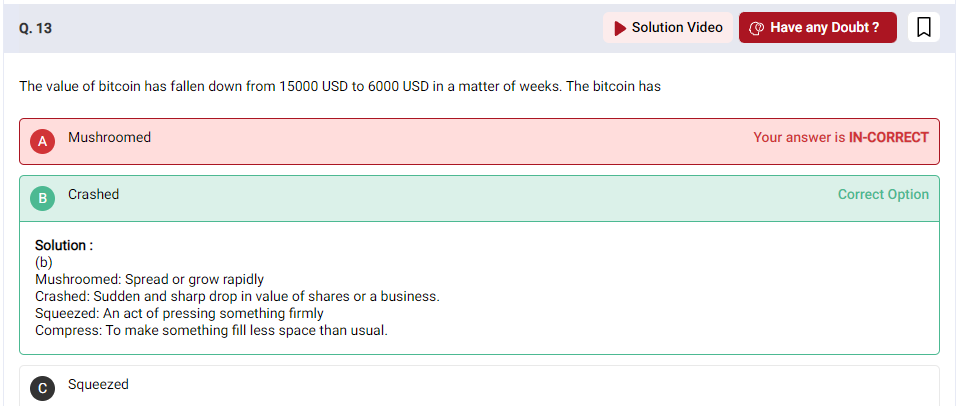 Q. 13
Solution Video
Have any Doubt ?
The value of bitcoin has fallen down from 15000 USD to 6000 USD in a matter of weeks. The bitcoin has
A Mushroomed Your answer is IN-CORRECT
B Crashed Correct Option
Solution :
(b)
Mushroomed: Spread or grow rapidly
Crashed: Sudden and sharp drop in value of shares or a business.
Squeezed: An act of pressing something firmly
Compress: To make something fill less space than usual.
C Squeezed